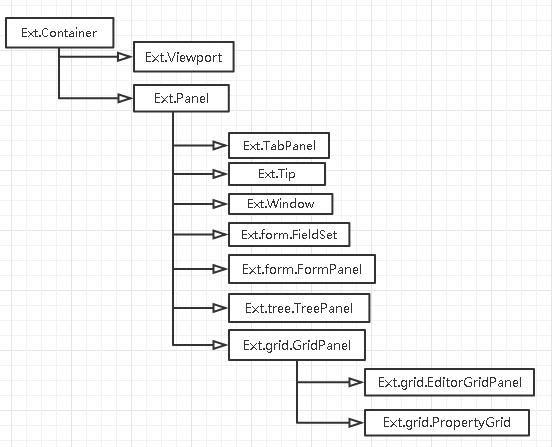 Ext.Container
Ext.Viewport
Ext.Panel
Ext.TabPanel
Ext.Tip
Ext.Window
Ext.form.FieldSet
Ext.form.FormPanel
Ext.tree.TreePanel
Ext.grid.GridPanel
Ext.grid.EditorGridPanel
Ext.grid.PropertyGrid